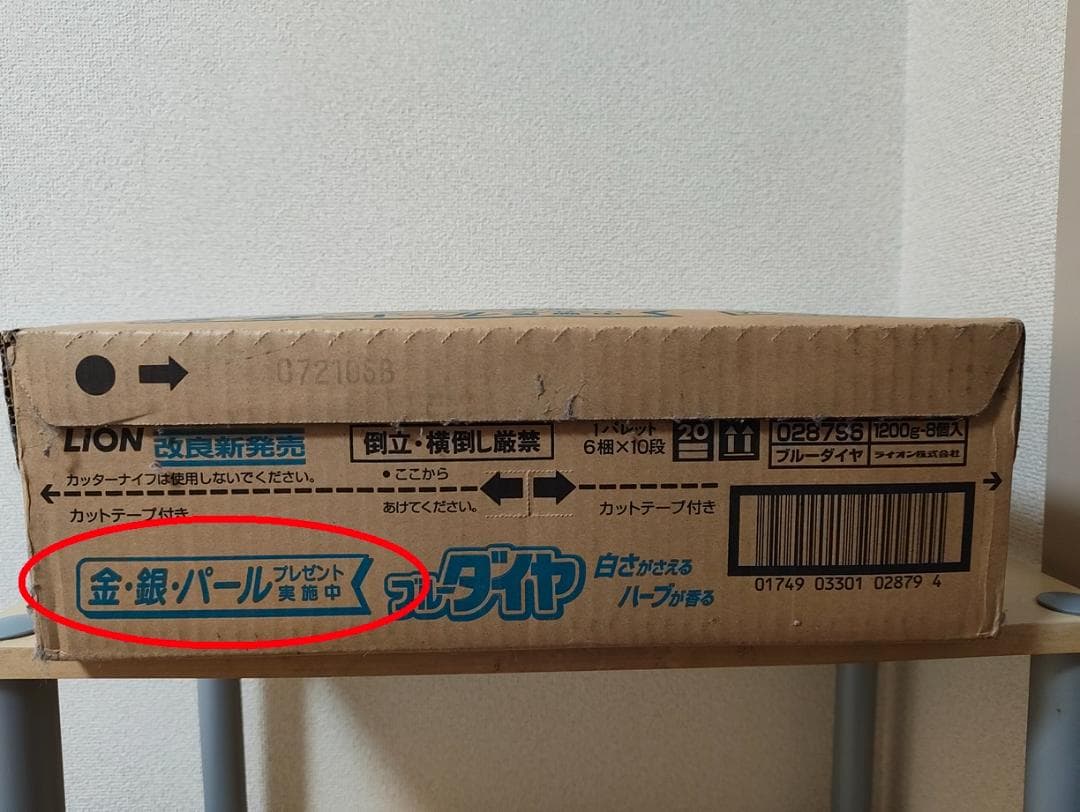 072108B
LION 改良新発売
倒立・横倒し厳禁
1パレット
6梱×10段
20
0287S6 1200g-8個入
ブルーダイヤ ライオン株式会社
カッターナイフは使用しないでください。
●ここから
あけてください。
カットテープ付き
カットテープ付き
01749 03301 02879 4
金・銀・パールプレゼント実施中
ブルーダイヤ
白さがさえる
ハーブが香る